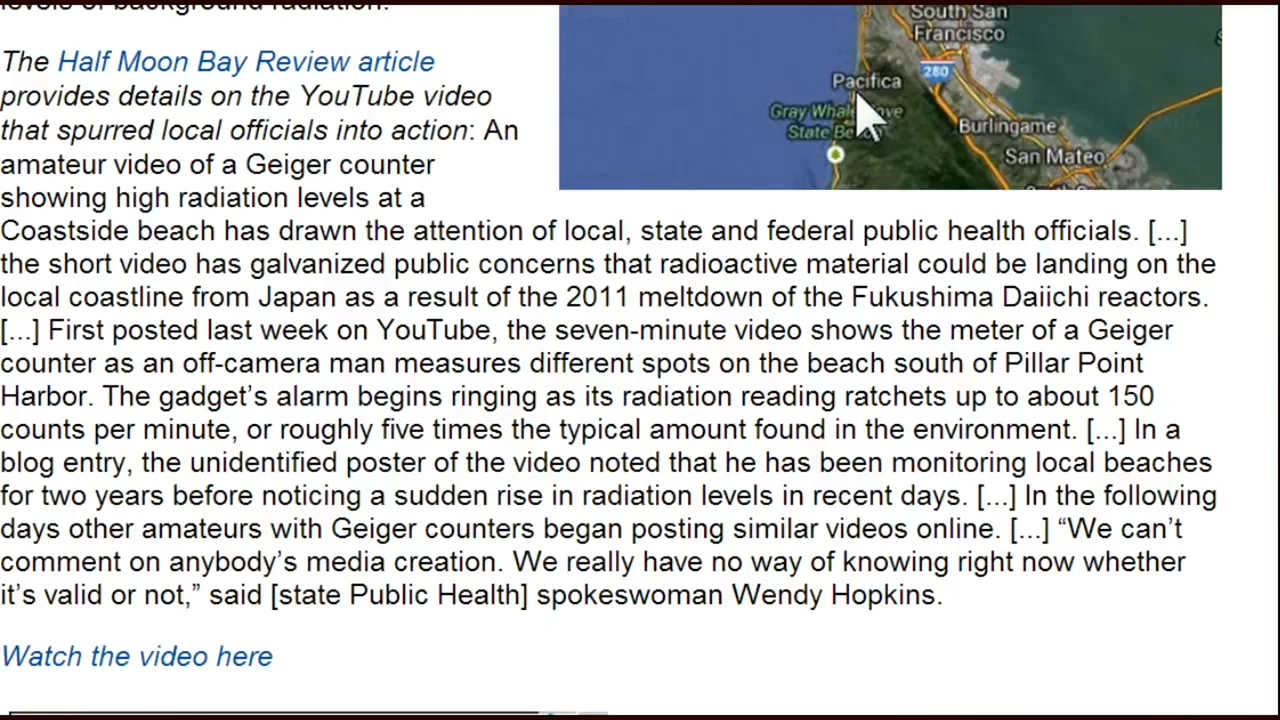 levels of background radiation.
The Half Moon Bay Review article
provides details on the YouTube video
that spurred local officials into action: An
amateur video of a Geiger counter
showing high radiation levels at a
Coastside beach has drawn the attention of local, state and federal public health officials. [...]
the short video has galvanized public concerns that radioactive material could be landing on the
local coastline from Japan as a result of the 2011 meltdown of the Fukushima Daiichi reactors.
[...] First posted last week on YouTube, the seven-minute video shows the meter of a Geiger
counter as an off-camera man measures different spots on the beach south of Pillar Point
Harbor. The gadget’s alarm begins ringing as its radiation reading ratchets up to about 150
counts per minute, or roughly five times the typical amount found in the environment. [...] In a
blog entry, the unidentified poster of the video noted that he has been monitoring local beaches
for two years before noticing a sudden rise in radiation levels in recent days. [...] In the following
days other amateurs with Geiger counters began posting similar videos online. [...] “We can’t
comment on anybody’s media creation. We really have no way of knowing right now whether
it’s valid or not,” said [state Public Health] spokeswoman Wendy Hopkins.
Watch the video here
South San
Francisco
280
Pacifica
Gray Whale
State
Burlingame
San Mateo